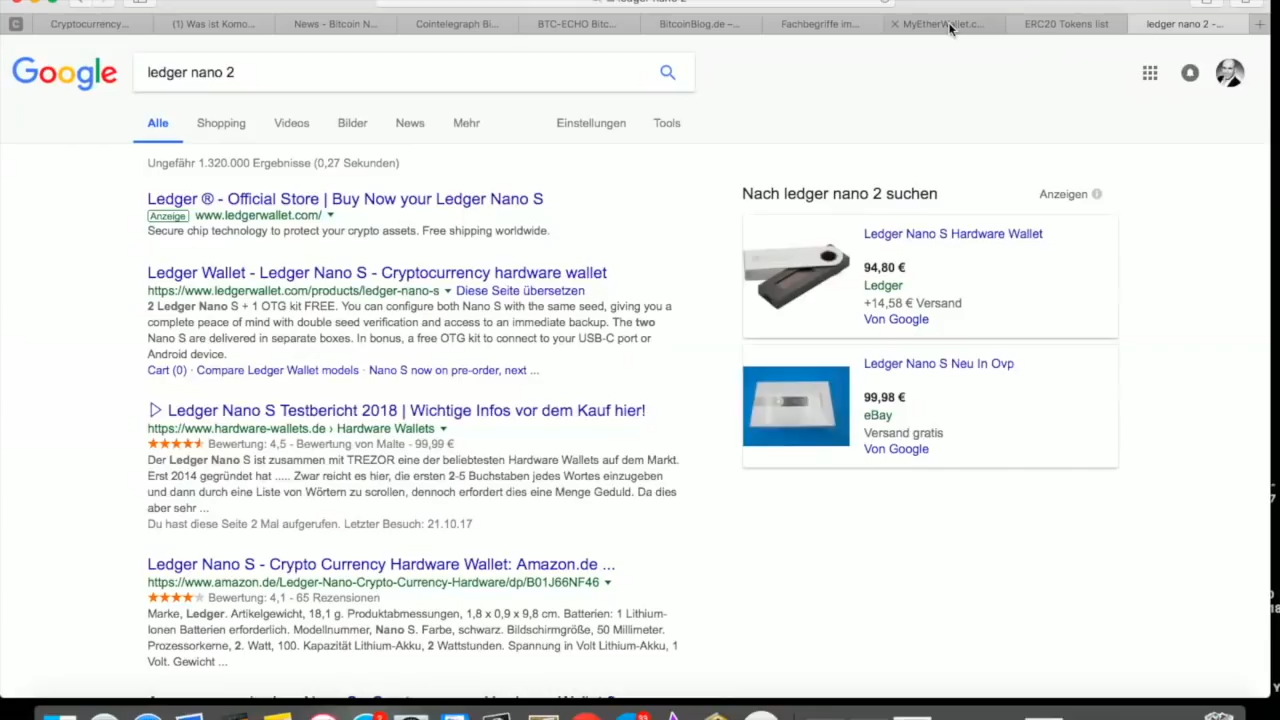 ledger nano 2
Cryptocurrency...
(1) Was ist Komo...
News - Bitcoin N...
Cointelegraph Bi...
BTC-ECHO Bitc...
BitcoinBlog.de –...
Fachbegriffe im...
MyEtherWallet.c...
ERC20 Tokens list
ledger nano 2 -...
Google
ledger nano 2
Alle Shopping Videos Bilder News Mehr Einstellungen Tools
Ungefähr 1.320.000 Ergebnisse (0,27 Sekunden)
Ledger ® - Official Store | Buy Now your Ledger Nano S
Anzeige www.ledgerwallet.com/
Secure chip technology to protect your crypto assets. Free shipping worldwide.
Ledger Wallet - Ledger Nano S - Cryptocurrency hardware wallet
https://www.ledgerwallet.com/products/ledger-nano-s Diese Seite übersetzen
2 Ledger Nano S + 1 OTG kit FREE. You can configure both Nano S with the same seed, giving you a
complete peace of mind with double seed verification and access to an immediate backup. The two
Nano S are delivered in separate boxes. In bonus, a free OTG kit to connect to your USB-C port or
Android device.
Cart (0) · Compare Ledger Wallet models · Nano S now on pre-order, next ...
Ledger Nano S Testbericht 2018 | Wichtige Infos vor dem Kauf hier!
https://www.hardware-wallets.de › Hardware Wallets
Bewertung: 4,5 - Bewertung von Malte - 99,99 €
Der Ledger Nano S ist zusammen mit TREZOR eine der beliebtesten Hardware Wallets auf dem Markt.
Erst 2014 gegründet hat ..... Zwar reicht es hier, die ersten 2-5 Buchstaben jedes Wortes einzugeben
und dann durch eine Liste von Wörtern zu scrollen, dennoch erfordert dies eine Menge Geduld. Da dies
aber sehr ...
Du hast diese Seite 2 Mal aufgerufen. Letzter Besuch: 21.10.17
Ledger Nano S - Crypto Currency Hardware Wallet: Amazon.de ...
https://www.amazon.de/Ledger-Nano-Crypto-Currency-Hardware/dp/B01J66NF46
Bewertung: 4,1 - 65 Rezensionen
Marke, Ledger. Artikelgewicht, 18,1 g. Produktabmessungen, 1,8 x 0,9 x 9,8 cm. Batterien: 1 Lithium-
Ionen Batterien erforderlich. Modellnummer, Nano S. Farbe, schwarz. Bildschirmgröße, 50 Millimeter.
Prozessorkerne, 2. Watt, 100. Kapazität Lithium-Akku, 2 Wattstunden. Spannung in Volt Lithium-Akku, 1
Volt. Gewicht ...
Nach ledger nano 2 suchen
Anzeigen
Ledger Nano S Hardware Wallet
94,80 €
Ledger
+14,58 € Versand
Von Google
Ledger Nano S Neu In Ovp
99,98 €
eBay
Versand gratis
Von Google